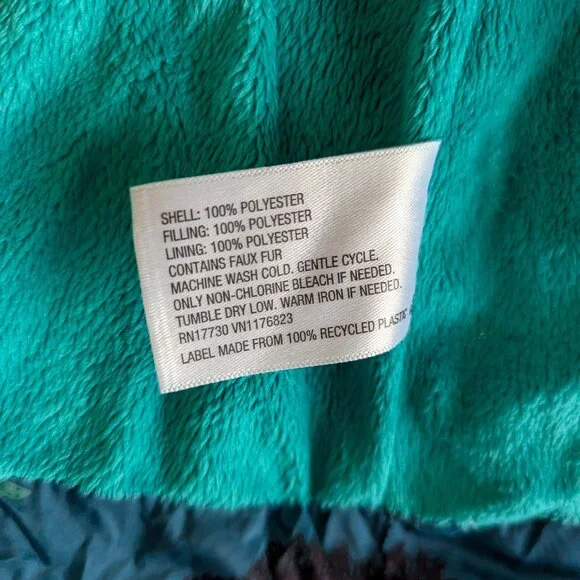 SHELL: 100% POLYESTER
FILLING: 100% POLYESTER
LINING: 100% POLYESTER
CONTAINS FAUX FUR
MACHINE WASH COLD. GENTLE CYCLE.
ONLY NON-CHLORINE BLEACH IF NEEDED.
TUMBLE DRY LOW. WARM IRON IF NEEDED.
RN17730 VN1176823
LABEL MADE FROM 100% RECYCLED PLASTIC